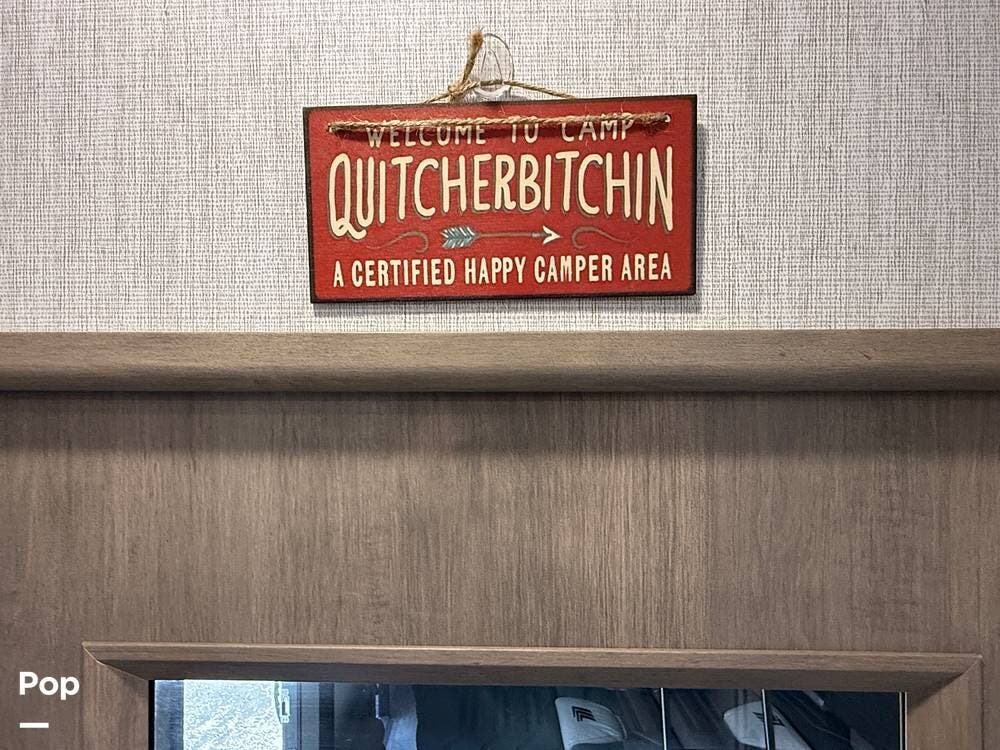 WELCOME TO CAMP
QUITCHERBITCHIN
A CERTIFIED HAPPY CAMPER AREA
Pop